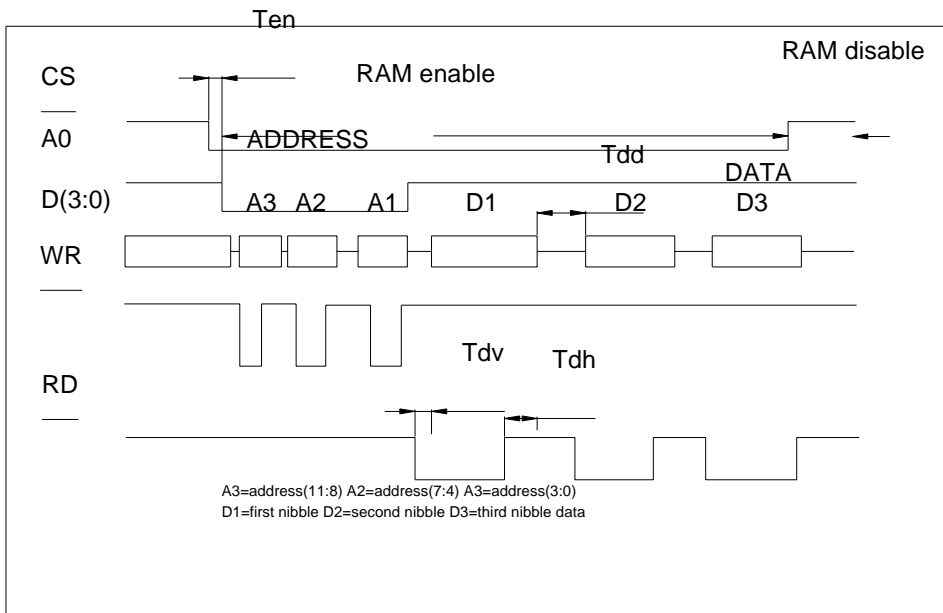 Ten
RAM disable
CS
RAM enable
A0
ADDRESS
Tdd
DATA
D(3:0)
A3 A2 A1 D1 D2 D3
WR
Tdv
Tdh
RD
A3=address(11:8) A2=address(7:4) A3=address(3:0)
D1=first nibble D2=second nibble D3=third nibble data